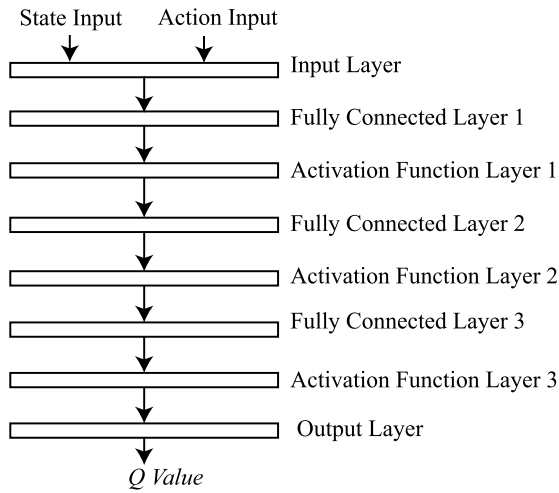 State Input
Action Input
Input Layer
Fully Connected Layer 1
Activation Function Layer 1
Fully Connected Layer 2
Activation Function Layer 2
Fully Connected Layer 3
Activation Function Layer 3
Output Layer
Q Value